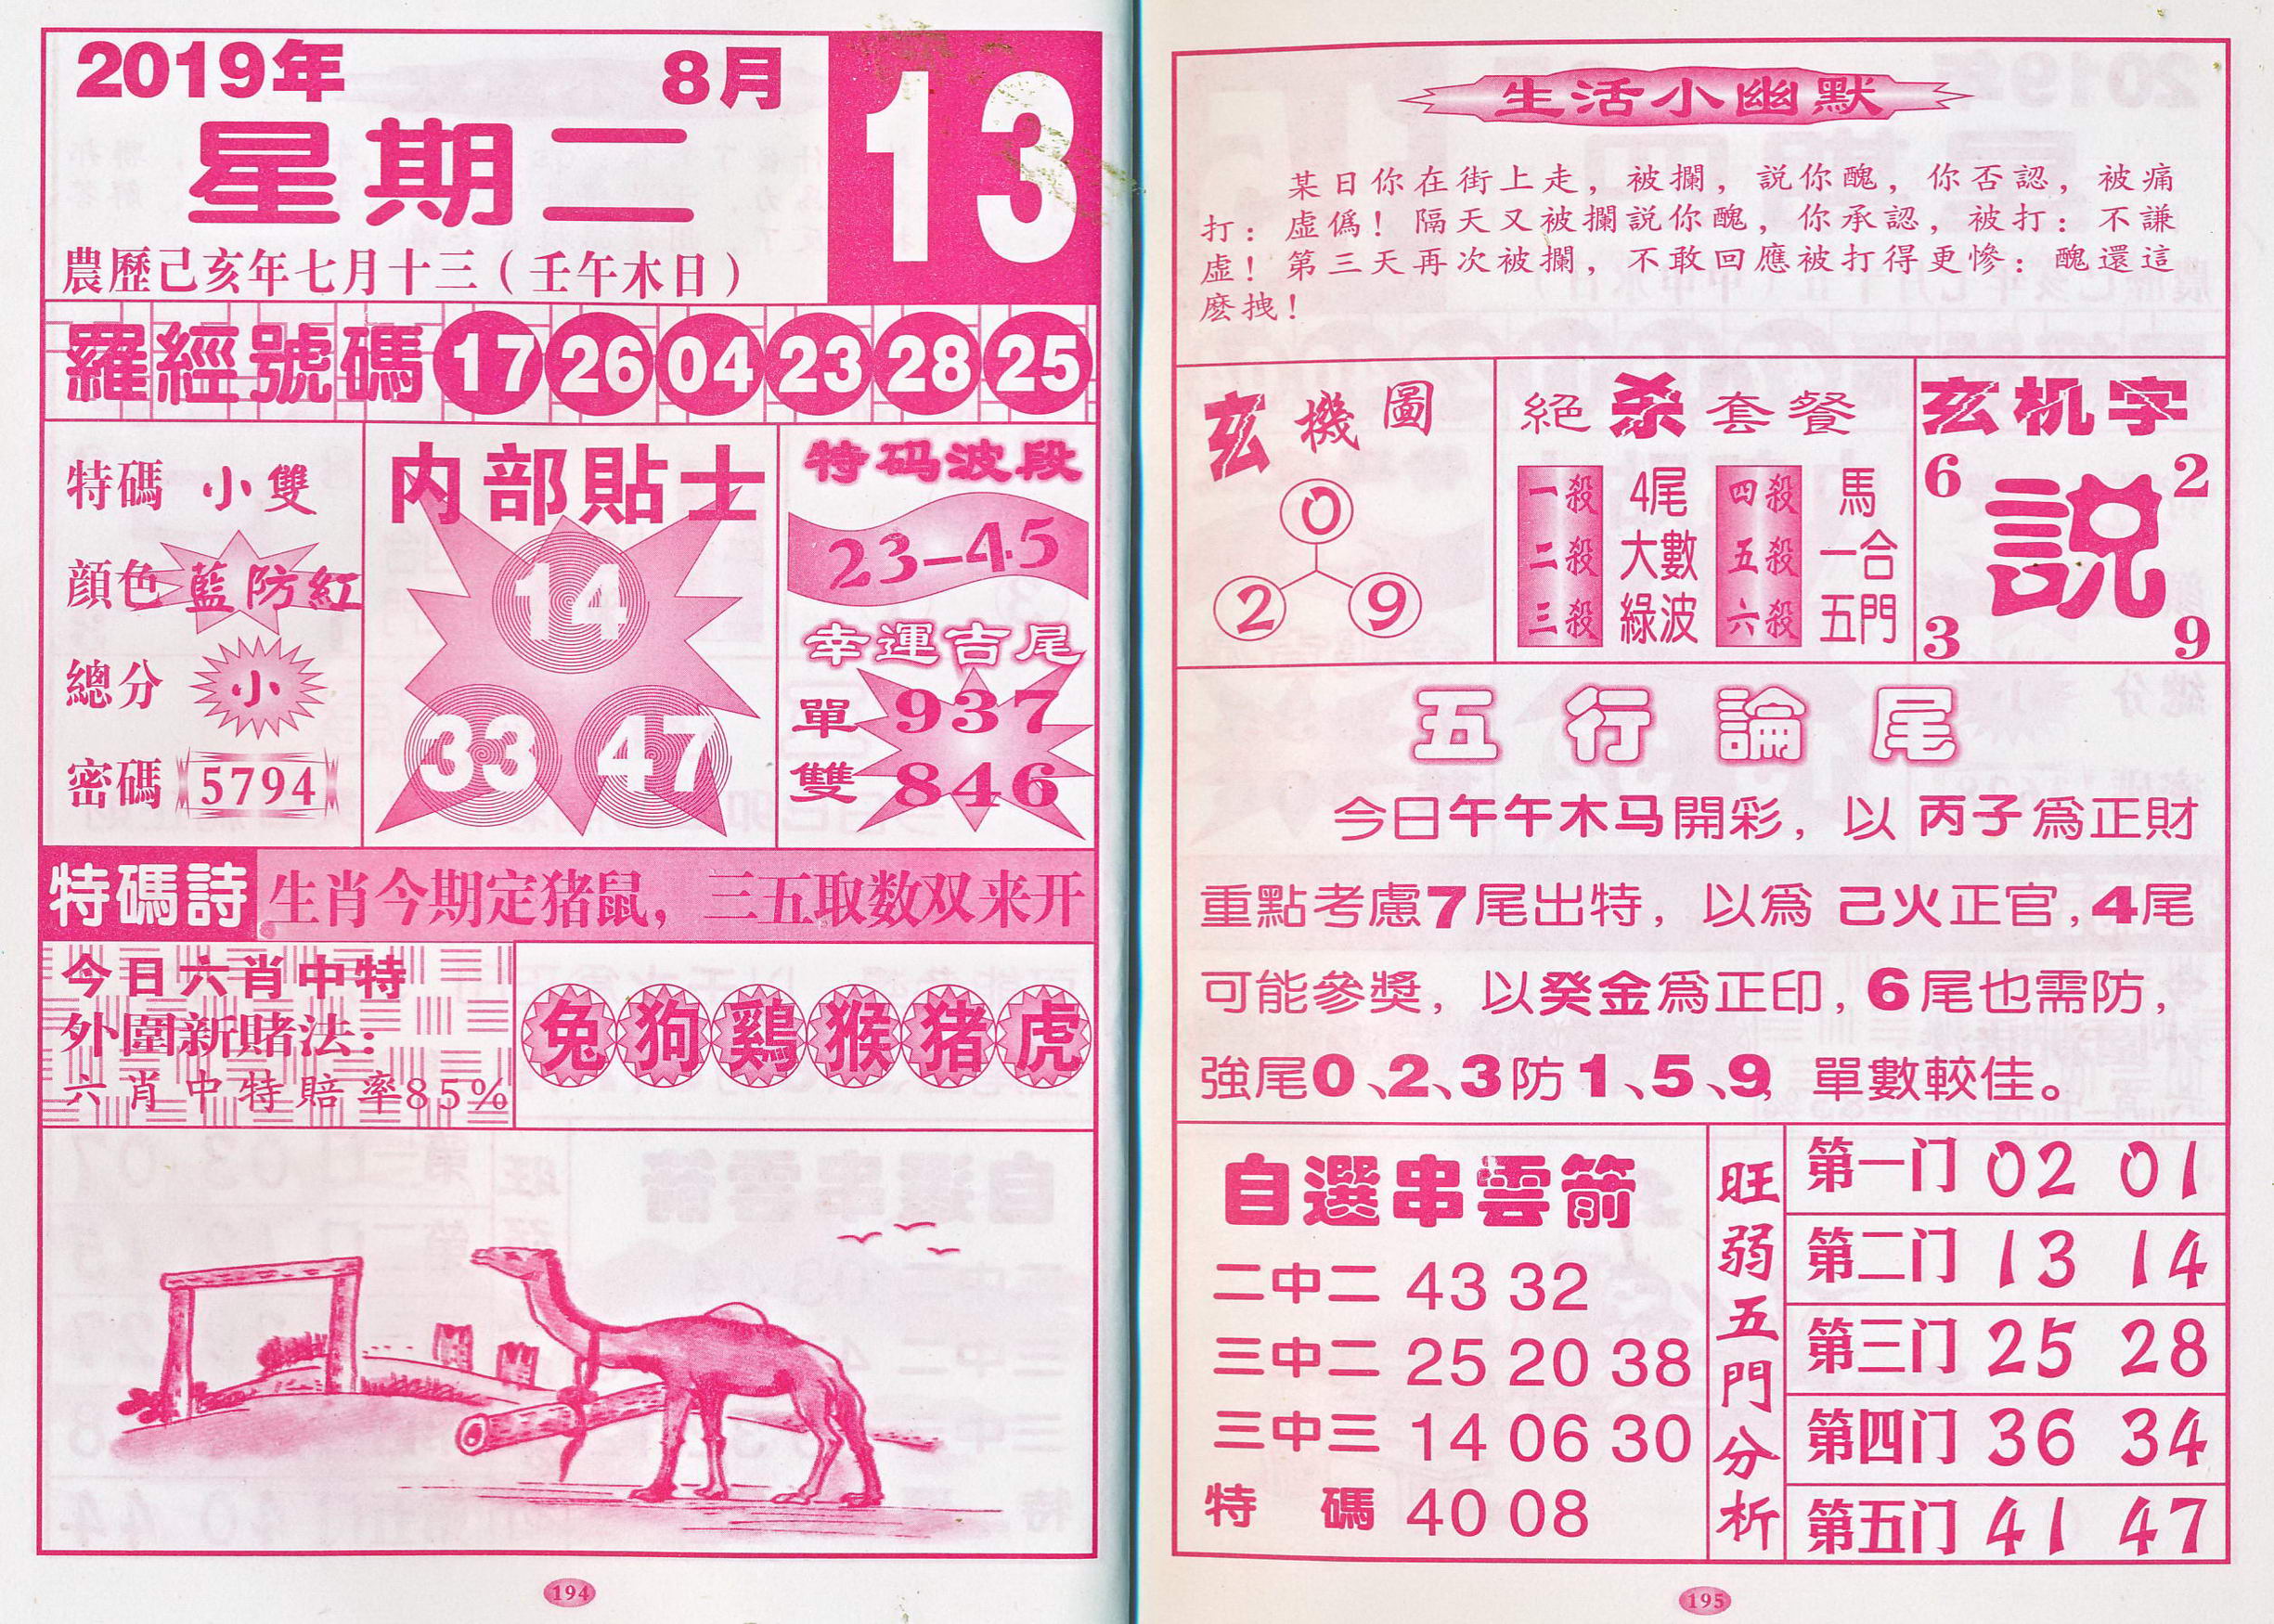 2019年 8月 13
星期二
農歷己亥年七月十三(壬午木日)
羅經號碼 17 26 04 23 28 25
特碼 小雙
顔色 藍防紅
總分 小
密碼 5794
内部貼士
14
33 47
特码波段
23-45
幸運吉尾
單 937
雙 846
特碼詩 生肖今期定猪鼠，三五取数双来开
今日六肖中特
外圍新賭法：
六肖中特賠率85%
兔 狗 鷄 猴 猪 虎
194
生活小幽默
某日你在街上走，被攔，説你醜，你否認，被痛
打：虛僞！隔天又被攔説你醜，你承認，被打：不謙
虛！第三天再次被攔，不敢回應被打得更慘：醜還這
麽拽！
玄機圖
0
2 9
絕杀套餐
一殺 4尾 四殺 馬
二殺 大數 五殺 一合
三殺 綠波 六殺 五門
玄机字
6 2
説
3 9
五行論尾
今日午午木马開彩，以丙子爲正財
重點考慮7尾出特，以爲己火正官,4尾
可能參獎，以癸金爲正印,6尾也需防，
強尾0、2、3防1、5、9，單數較佳。
自選串雲箭
二中二 43 32
三中二 25 20 38
三中三 14 06 30
特碼 40 08
旺弱五門分析
第一门 02 01
第二门 13 14
第三门 25 28
第四门 36 34
第五门 41 47
195